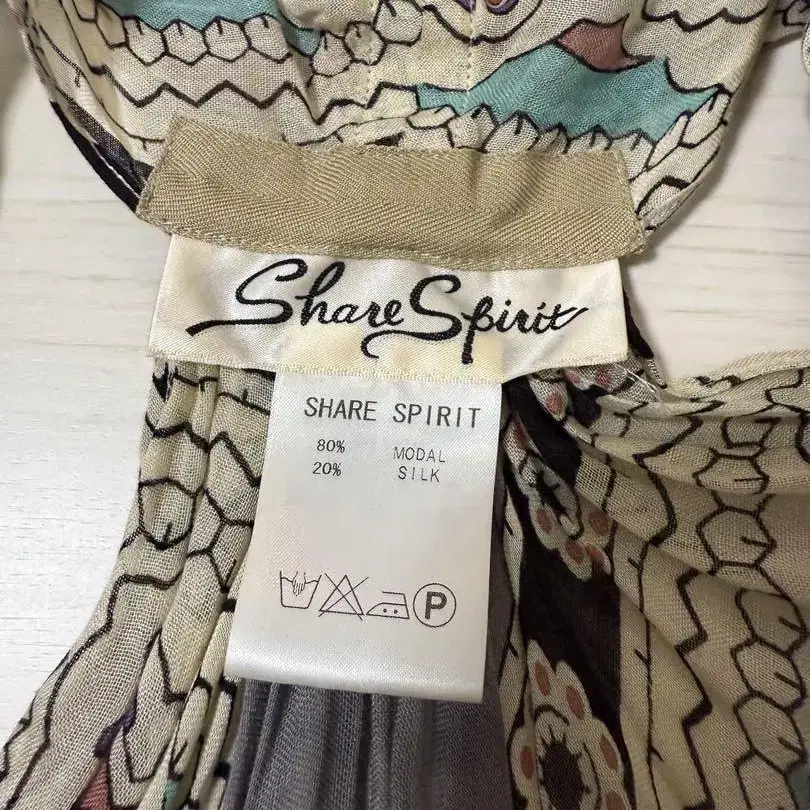 Share Spirit
SHARE SPIRIT
80% MODAL
20% SILK
P